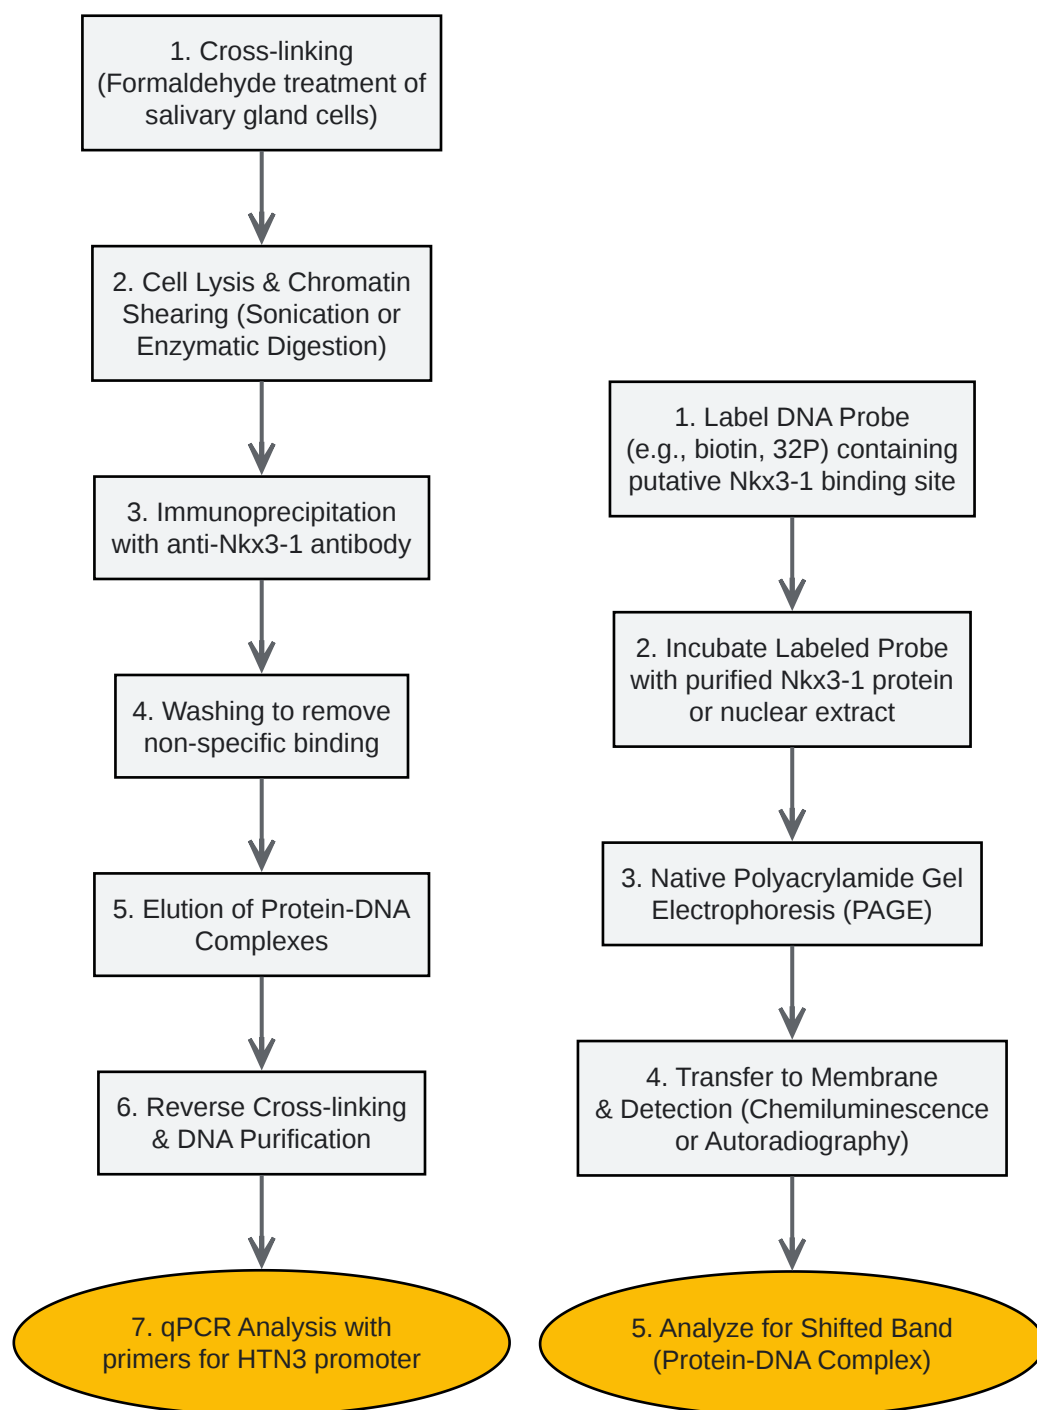 1. Cross-linking
(Formaldehyde treatment of
salivary gland cells)
2. Cell Lysis & Chromatin
Shearing (Sonication or
Enzymatic Digestion)
3. Immunoprecipitation
with anti-Nkx3-1 antibody
4. Washing to remove
non-specific binding
5. Elution of Protein-DNA
Complexes
6. Reverse Cross-linking
& DNA Purification
7. qPCR Analysis with
primers for HTN3 promoter
1. Label DNA Probe
(e.g., biotin, 32P) containing
putative Nkx3-1 binding site
2. Incubate Labeled Probe
with purified Nkx3-1 protein
or nuclear extract
3. Native Polyacrylamide Gel
Electrophoresis (PAGE)
4. Transfer to Membrane
& Detection (Chemiluminescence
or Autoradiography)
5. Analyze for Shifted Band
(Protein-DNA Complex)